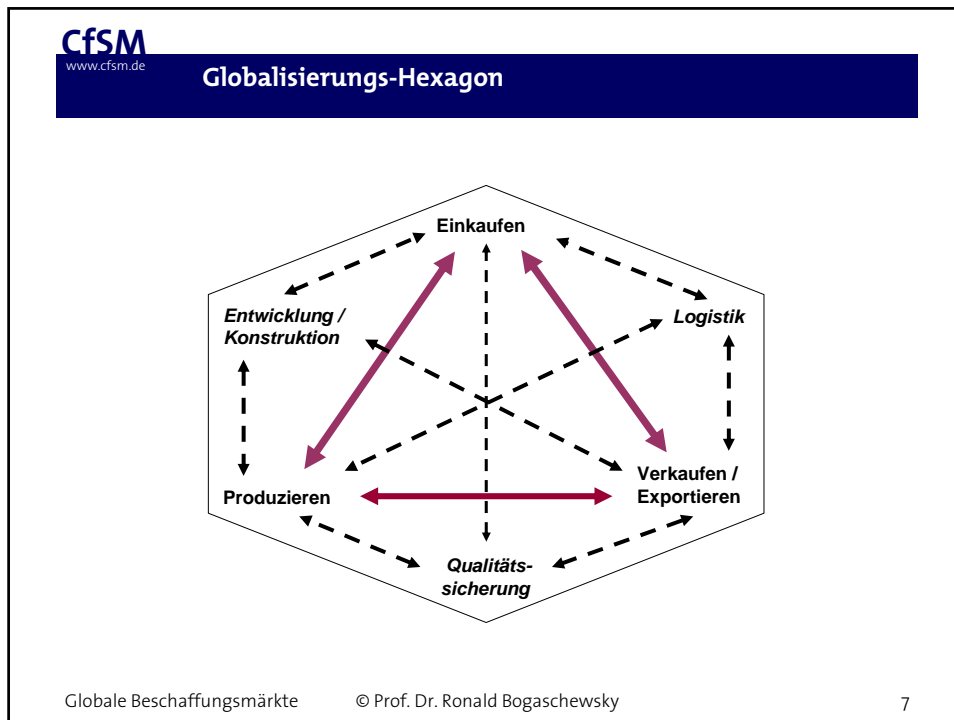 CfSM
www.cfsm.de
Globalisierungs-Hexagon
Einkaufen
Entwicklung /
Konstruktion
Logistik
Produzieren
Verkaufen /
Exportieren
Qualitäts-
sicherung
Globale Beschaffungsmärkte © Prof. Dr. Ronald Bogaschewsky 7